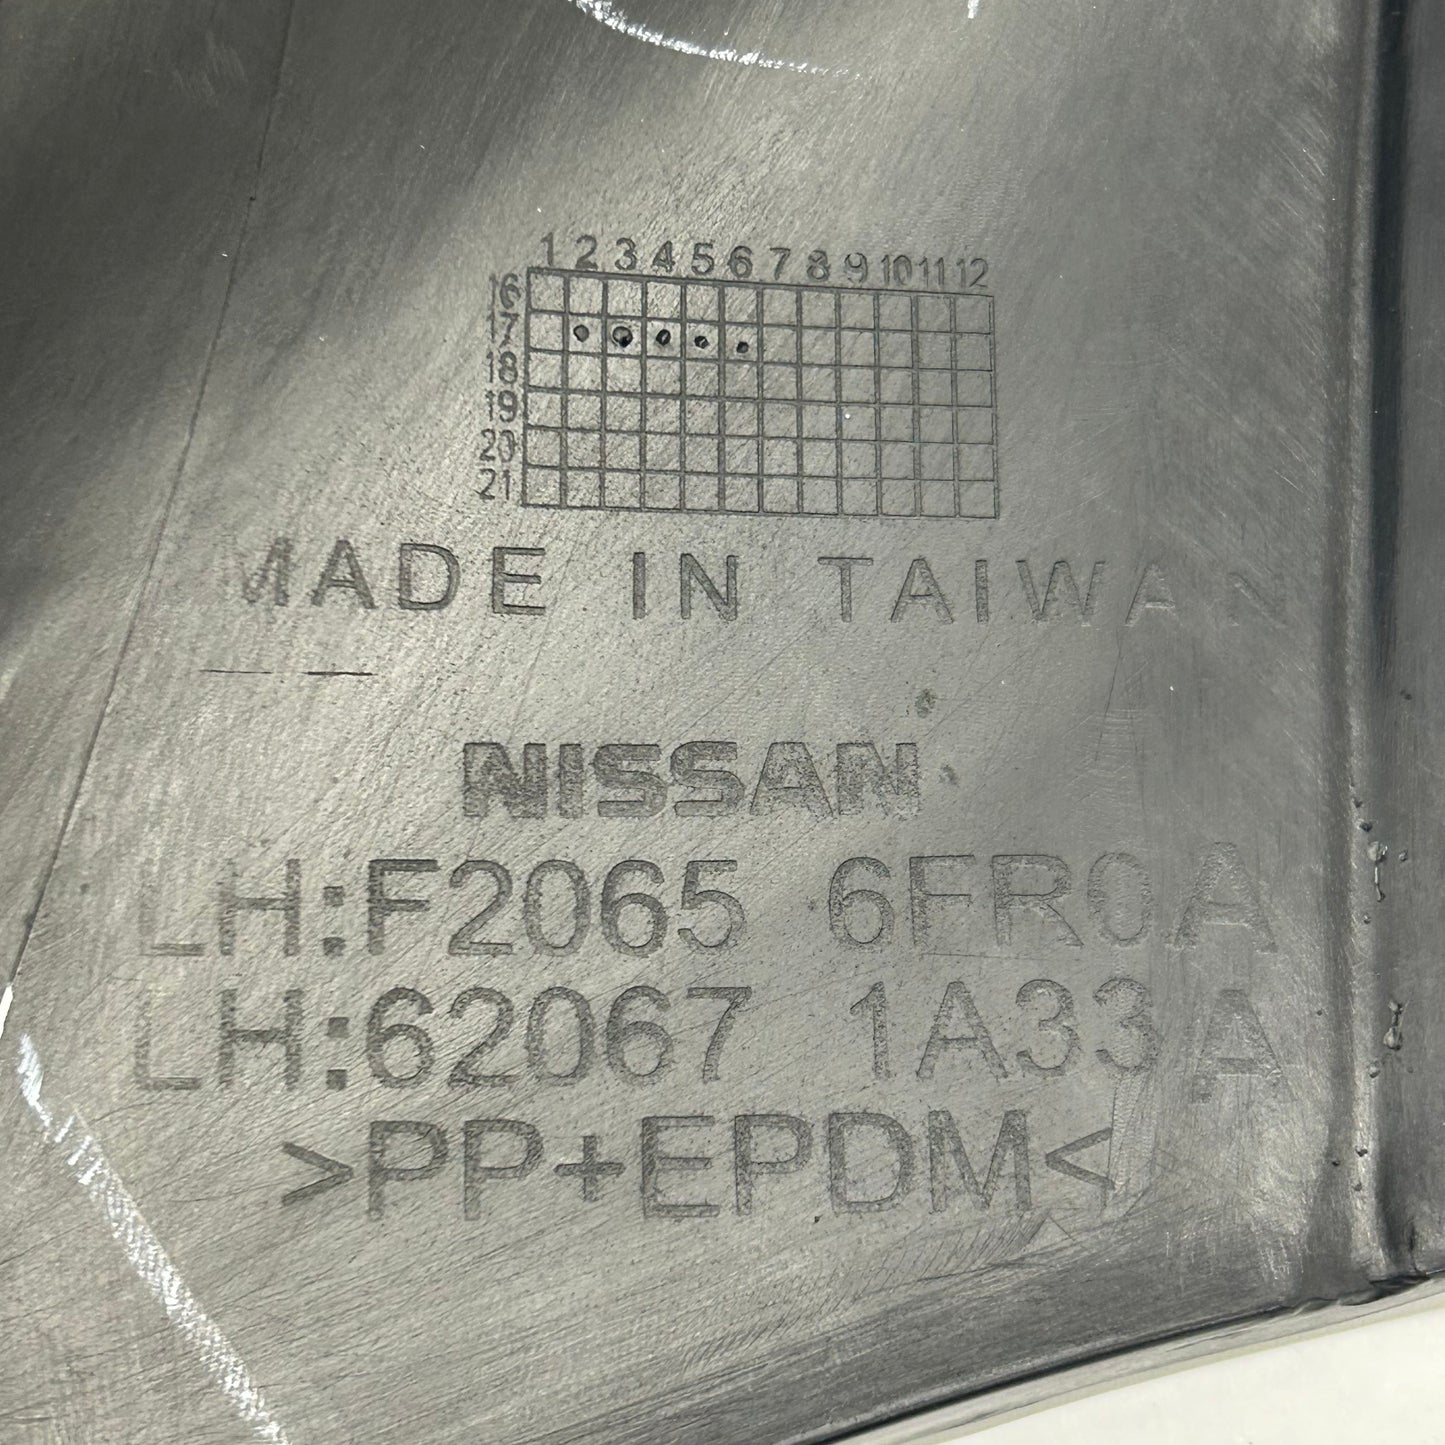 1 2 3 4 5 6 7 8 9 10 11 12
16
17
18
19
20
21
MADE IN TAIWAN
NISSAN
LH:F2065 6FR0A
LH:62067 1A33A
>PP+EPDM<